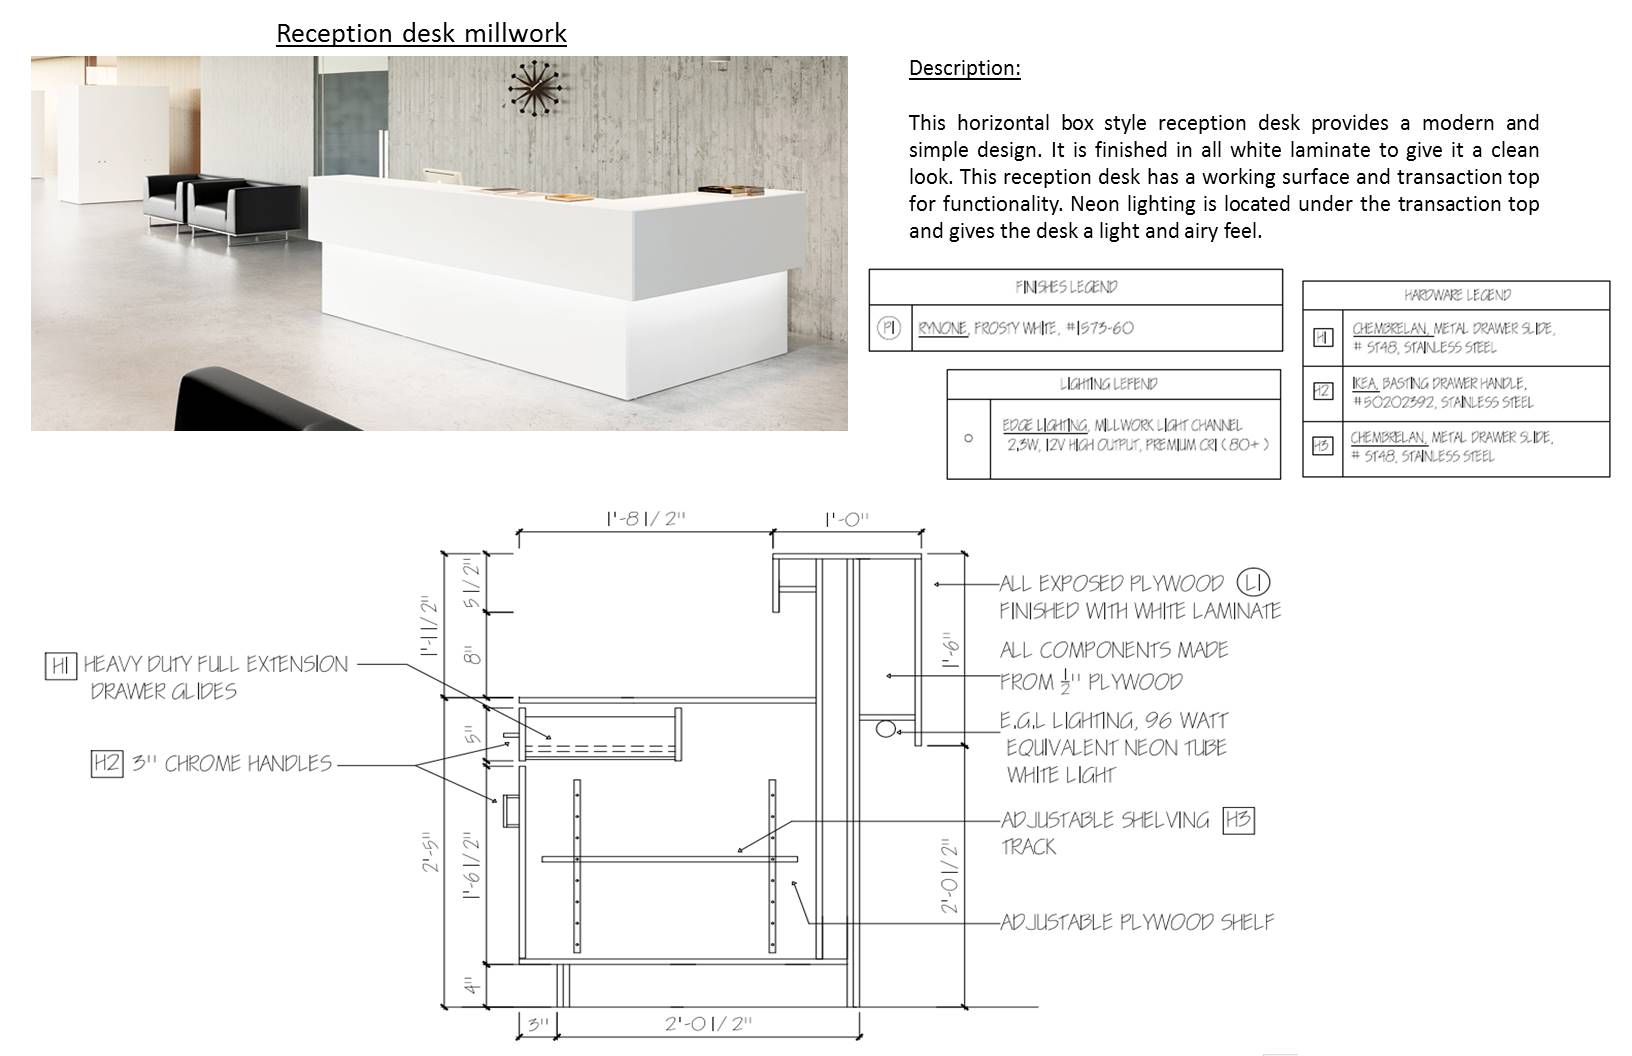 Reception desk millwork
Description:
This horizontal box style reception desk provides a modern and
simple design. It is finished in all white laminate to give it a clean
look. This reception desk has a working surface and transaction top
for functionality. Neon lighting is located under the transaction top
and gives the desk a light and airy feel.
FINISHES LEGEND
P1
RYNONE, FROSTY WHITE, #1573-60
LIGHTING LEFEND
EDGE LIGHTING, MILLWORK LIGHT CHANNEL
2.3W, 12V HIGH OUTPUT, PREMIUM CRI (80+)
HARDWARE LEGEND
H1
CHEMBRELAN, METAL DRAWER SLIDE,
# ST48, STAINLESS STEEL
H2
IKEA, BASTING DRAWER HANDLE,
#50202392, STAINLESS STEEL
H3
CHEMBRELAN, METAL DRAWER SLIDE,
# ST48, STAINLESS STEEL
1'-8 1/2"
1'-0"
5 1/2"
1'-1 1/2"
8"
5"
2'-5"
1'-6 1/2"
4"
3"
2'-0 1/2"
1'-6"
2'-0 1/2"
H1 HEAVY DUTY FULL EXTENSION
DRAWER GLIDES
H2 3" CHROME HANDLES
ALL EXPOSED PLYWOOD L1
FINISHED WITH WHITE LAMINATE
ALL COMPONENTS MADE
FROM 1/2" PLYWOOD
E.G.L LIGHTING, 96 WATT
EQUIVALENT NEON TUBE
WHITE LIGHT
ADJUSTABLE SHELVING H3
TRACK
ADJUSTABLE PLYWOOD SHELF